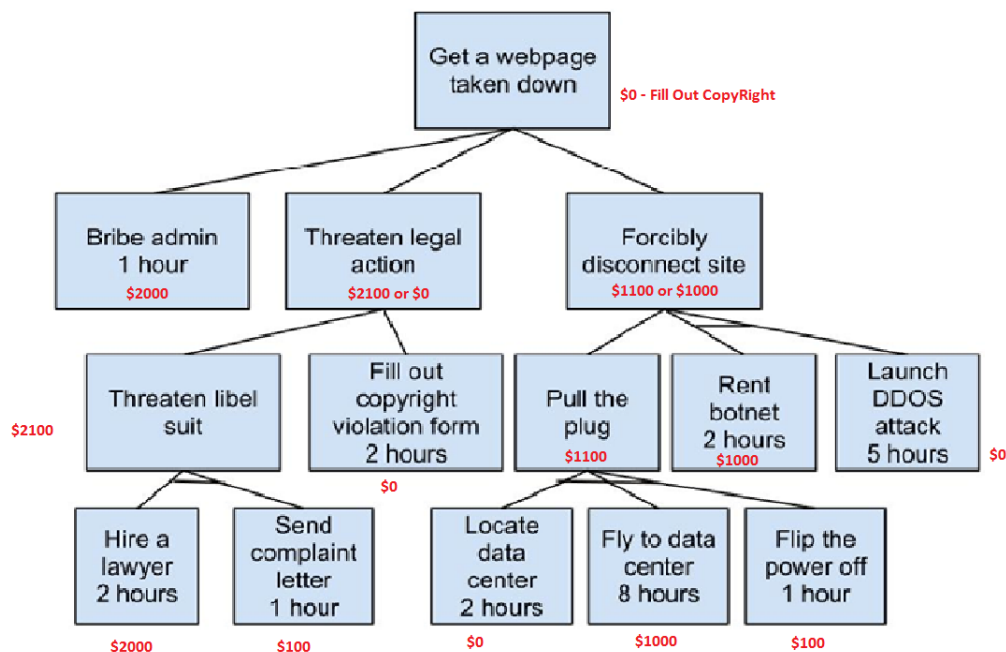 Get a webpage
taken down
$0 - Fill Out CopyRight
Bribe admin
1 hour
$2000
Threaten legal
action
$2100 or $0
Forcibly
disconnect site
$1100 or $1000
Threaten libel
suit
$2100
Fill out
copyright
violation form
2 hours
$0
Pull the
plug
$1100
Rent
botnet
2 hours
$1000
Launch
DDOS
attack
5 hours
$0
Hire a
lawyer
2 hours
$2000
Send
complaint
letter
1 hour
$100
Locate
data
center
2 hours
$0
Fly to data
center
8 hours
$1000
Flip the
power off
1 hour
$100